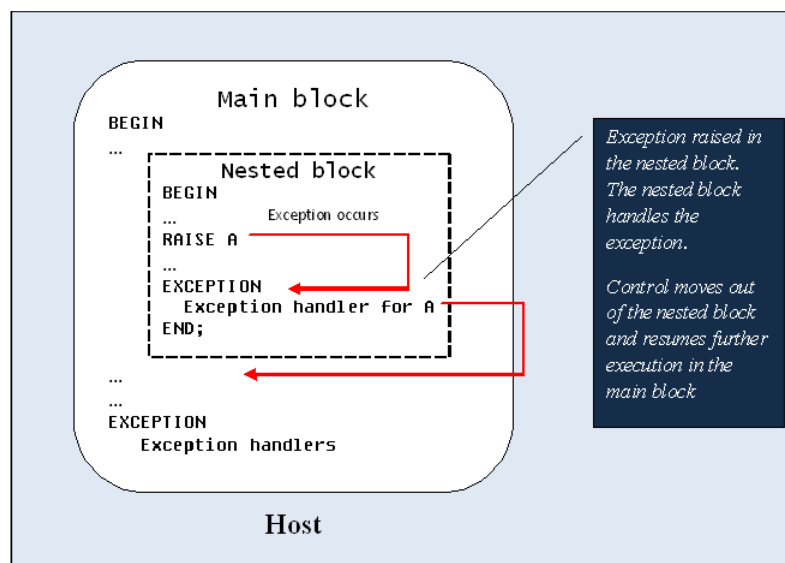 Main block
BEGIN
...
Nested block
BEGIN
...
Exception occurs
RAISE A
...
EXCEPTION
Exception handler for A
END;
...
...
EXCEPTION
Exception handlers
Host
Exception raised in
the nested block.
The nested block
handles the
exception.
Control moves out
of the nested block
and resumes further
execution in the
main block